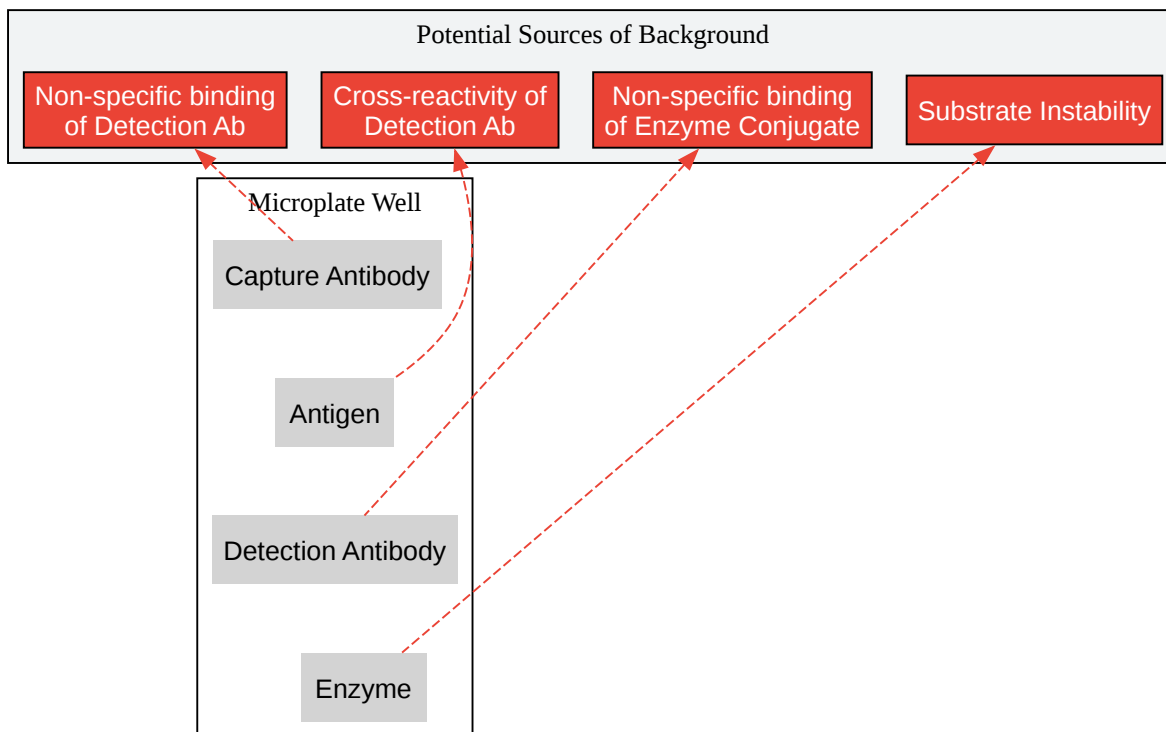 Potential Sources of Background
Non-specific binding
of Detection Ab
Cross-reactivity of
Detection Ab
Non-specific binding
of Enzyme Conjugate
Substrate Instability
Microplate Well
Capture Antibody
Antigen
Detection Antibody
Enzyme